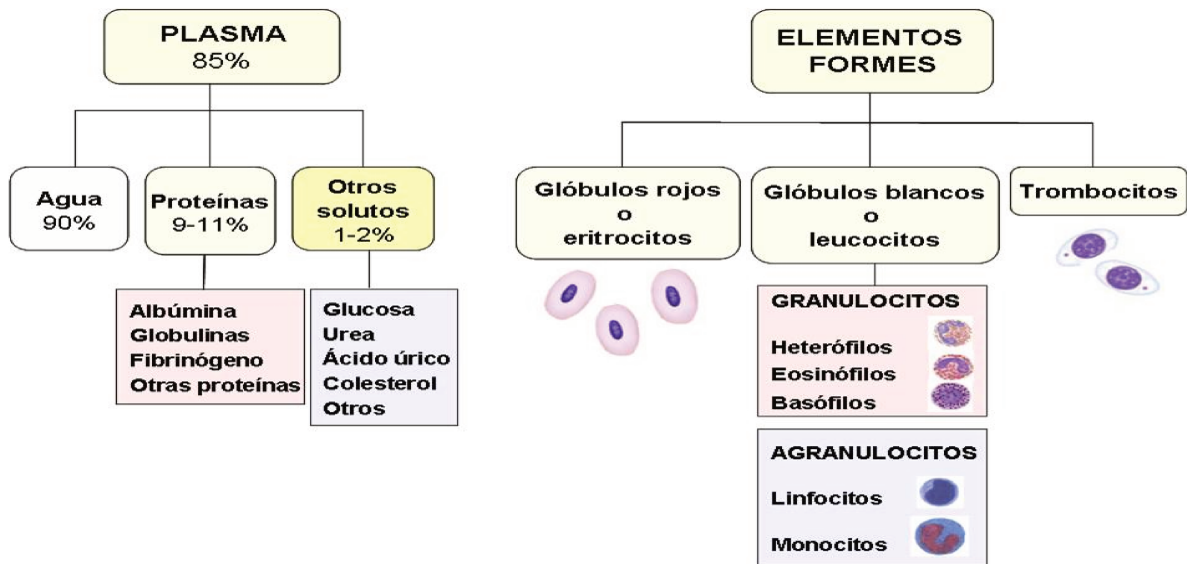 PLASMA
85%
Agua
90%
Proteínas
9-11%
Otros
solutos
1-2%
Albúmina
Globulinas
Fibrinógeno
Otras proteínas
Glucosa
Urea
Ácido úrico
Colesterol
Otros
ELEMENTOS
FORMES
Glóbulos rojos
o
eritrocitos
Glóbulos blancos
o
leucocitos
Trombocitos
GRANULOCITOS
Heterófilos
Eosinófilos
Basófilos
AGRANULOCITOS
Linfocitos
Monocitos